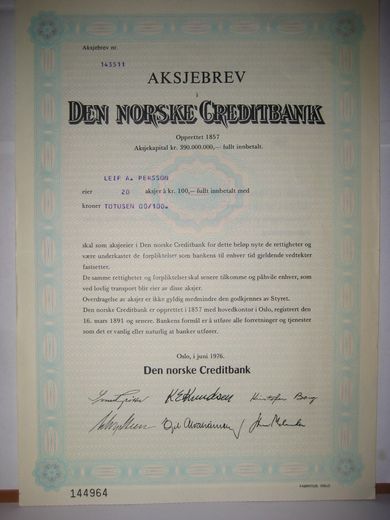 Aksjebrev nr.
143511
AKSJEBREV
i
DEN NORSKE CREDITBANK
Opprettet 1857
Aksjekapital kr. 390.000.000,— fullt innbetalt.
LEIF A. PERSSON
eier 20 aksjer à kr. 100,— fullt innbetalt med
kroner TOTUSEN 00/100.
skal som aksjeeier i Den norske Creditbank for dette beløp nyte de rettigheter og
være underkastet de forpliktelser som bankens til enhver tid gjeldende vedtekter
fastsetter.
De samme rettigheter og forpliktelser skal senere tilkomme og påhvile enhver, som
ved lovlig transport blir eier av disse aksjer.
Overdragelse av aksjer er ikke gyldig medmindre den godkjennes av Styret.
Den norske Creditbank er opprettet i 1857 med hovedkontor i Oslo, registrert den
16. mars 1891 og senere. Bankens formål er å utføre alle forretninger og tjenester
som det er vanlig eller naturlig at banker utfører.
Oslo, i juni 1976.
Den norske Creditbank
144964
FABRITIUS, OSLO